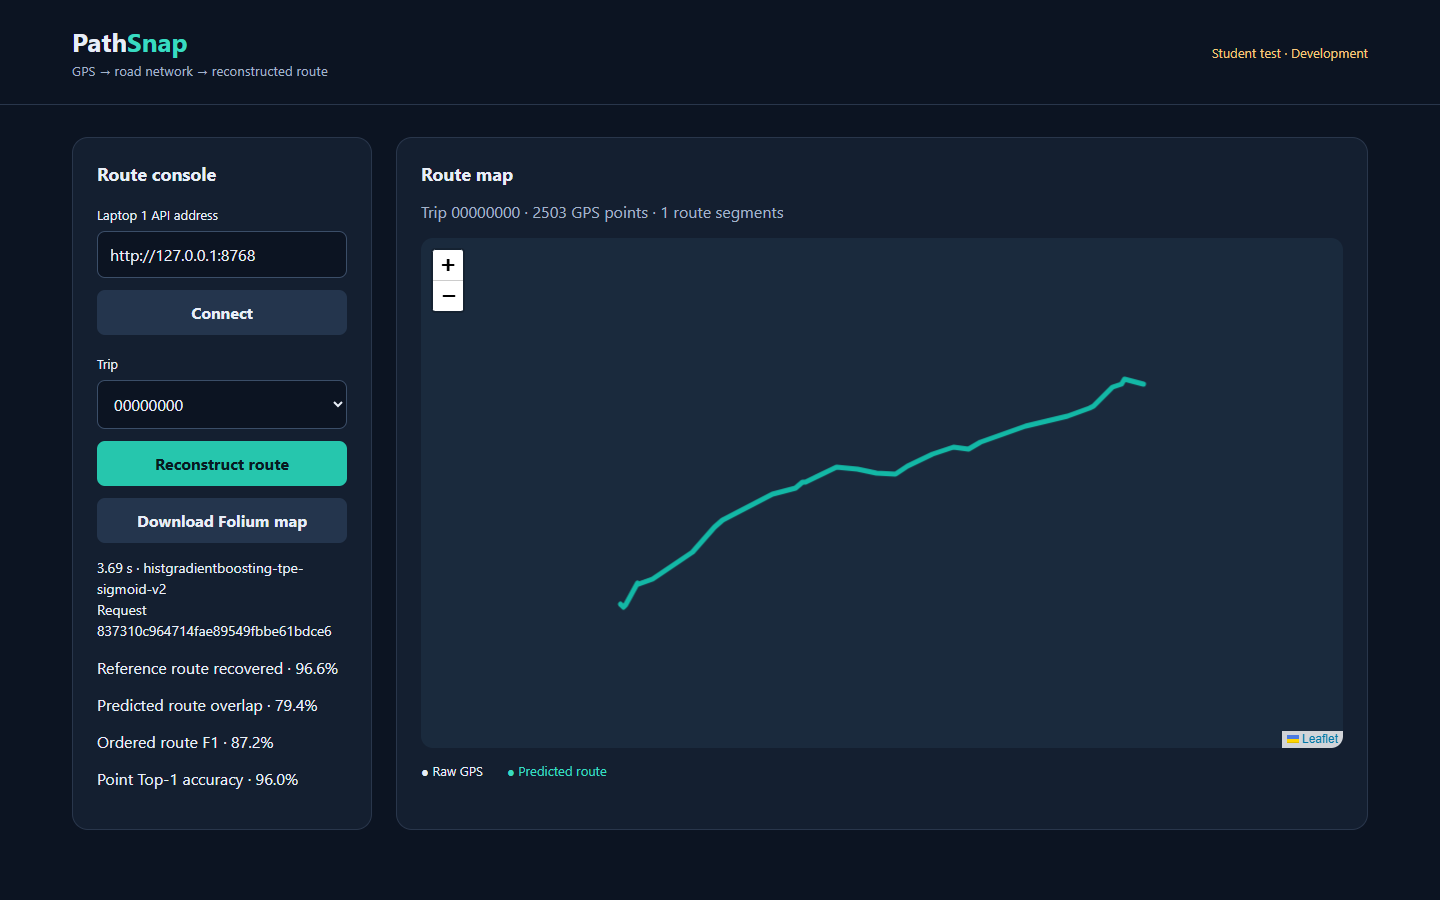 PathSnap
GPS → road network → reconstructed route
Student test · Development
Route console
Laptop 1 API address
http://127.0.0.1:8768
Connect
Trip
00000000
Reconstruct route
Download Folium map
3.69 s · histgradientboosting-tpe-
sigmoid-v2
Request
837310c964714fae89549fbbe61bdce6
Reference route recovered · 96.6%
Predicted route overlap · 79.4%
Ordered route F1 · 87.2%
Point Top-1 accuracy · 96.0%
Route map
Trip 00000000 · 2503 GPS points · 1 route segments
+
−
Leaflet
● Raw GPS
● Predicted route